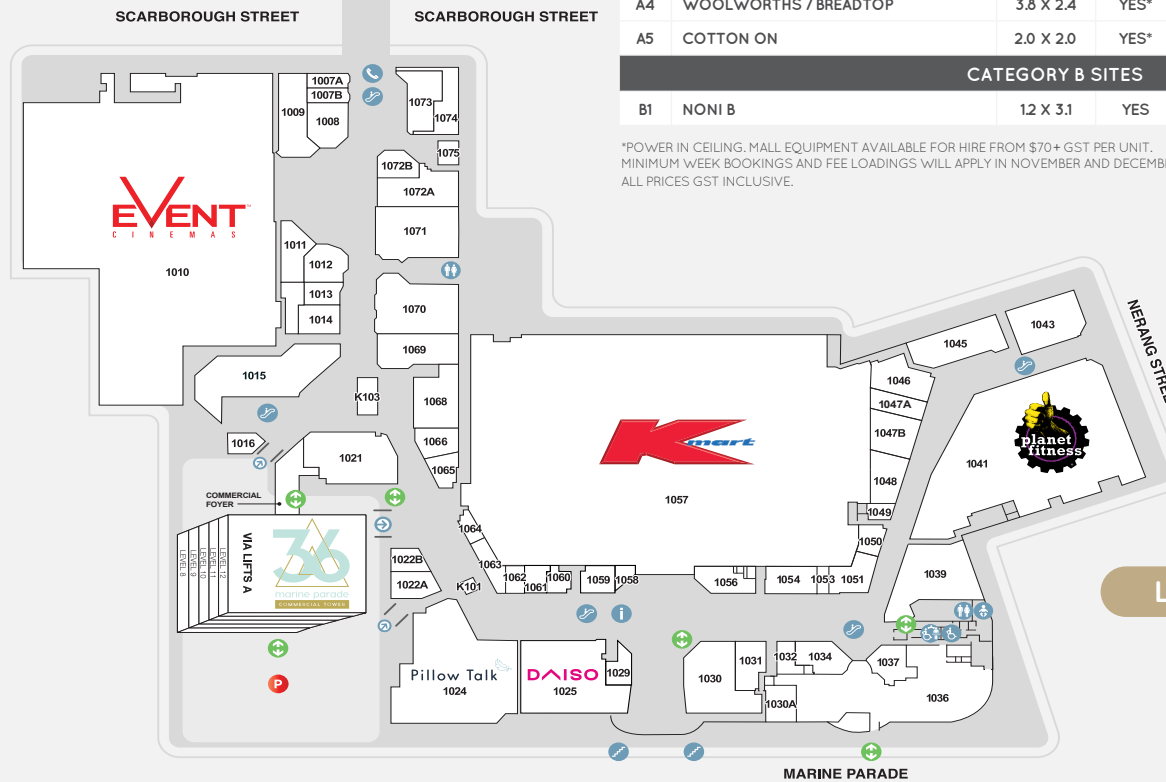 SCARBOROUGH STREET
SCARBOROUGH STREET
A4 WOOLWORTHS / BREADTOP 3.8 X 2.4 YES*
A5 COTTON ON 2.0 X 2.0 YES*
CATEGORY B SITES
B1 NONI B 1.2 X 3.1 YES
*POWER IN CEILING. MALL EQUIPMENT AVAILABLE FOR HIRE FROM $70+ GST PER UNIT.
MINIMUM WEEK BOOKINGS AND FEE LOADINGS WILL APPLY IN NOVEMBER AND
ALL PRICES GST INCLUSIVE.
1007A
1007B
1009
1008
1073
1074
1075
1072B
1072A
1071
EVENT
CINEMAS
1010
1011
1012
1013
1014
1070
1069
1015
K103
1068
1066
1065
1016
1021
COMMERCIAL
FOYER
1043
1045
NERANG
1046
1047A
1047B
1048
1049
1050
1041
planet
fitness
Kmart
1057
1064
1063
1062
1061
1060
1059
1058
1056
1054
1053
1051
1039
VIA LIFTS A
LEVEL 12
LEVEL 11
LEVEL 10
LEVEL 9
LEVEL 8
36
marine parade
COMMERCIAL TOWER
1022B
1022A
K101
Pillow Talk
1024
DAISO
1025
1029
i
1030
1031
1032
1034
1030A
1037
1036
P
L
MARINE PARADE